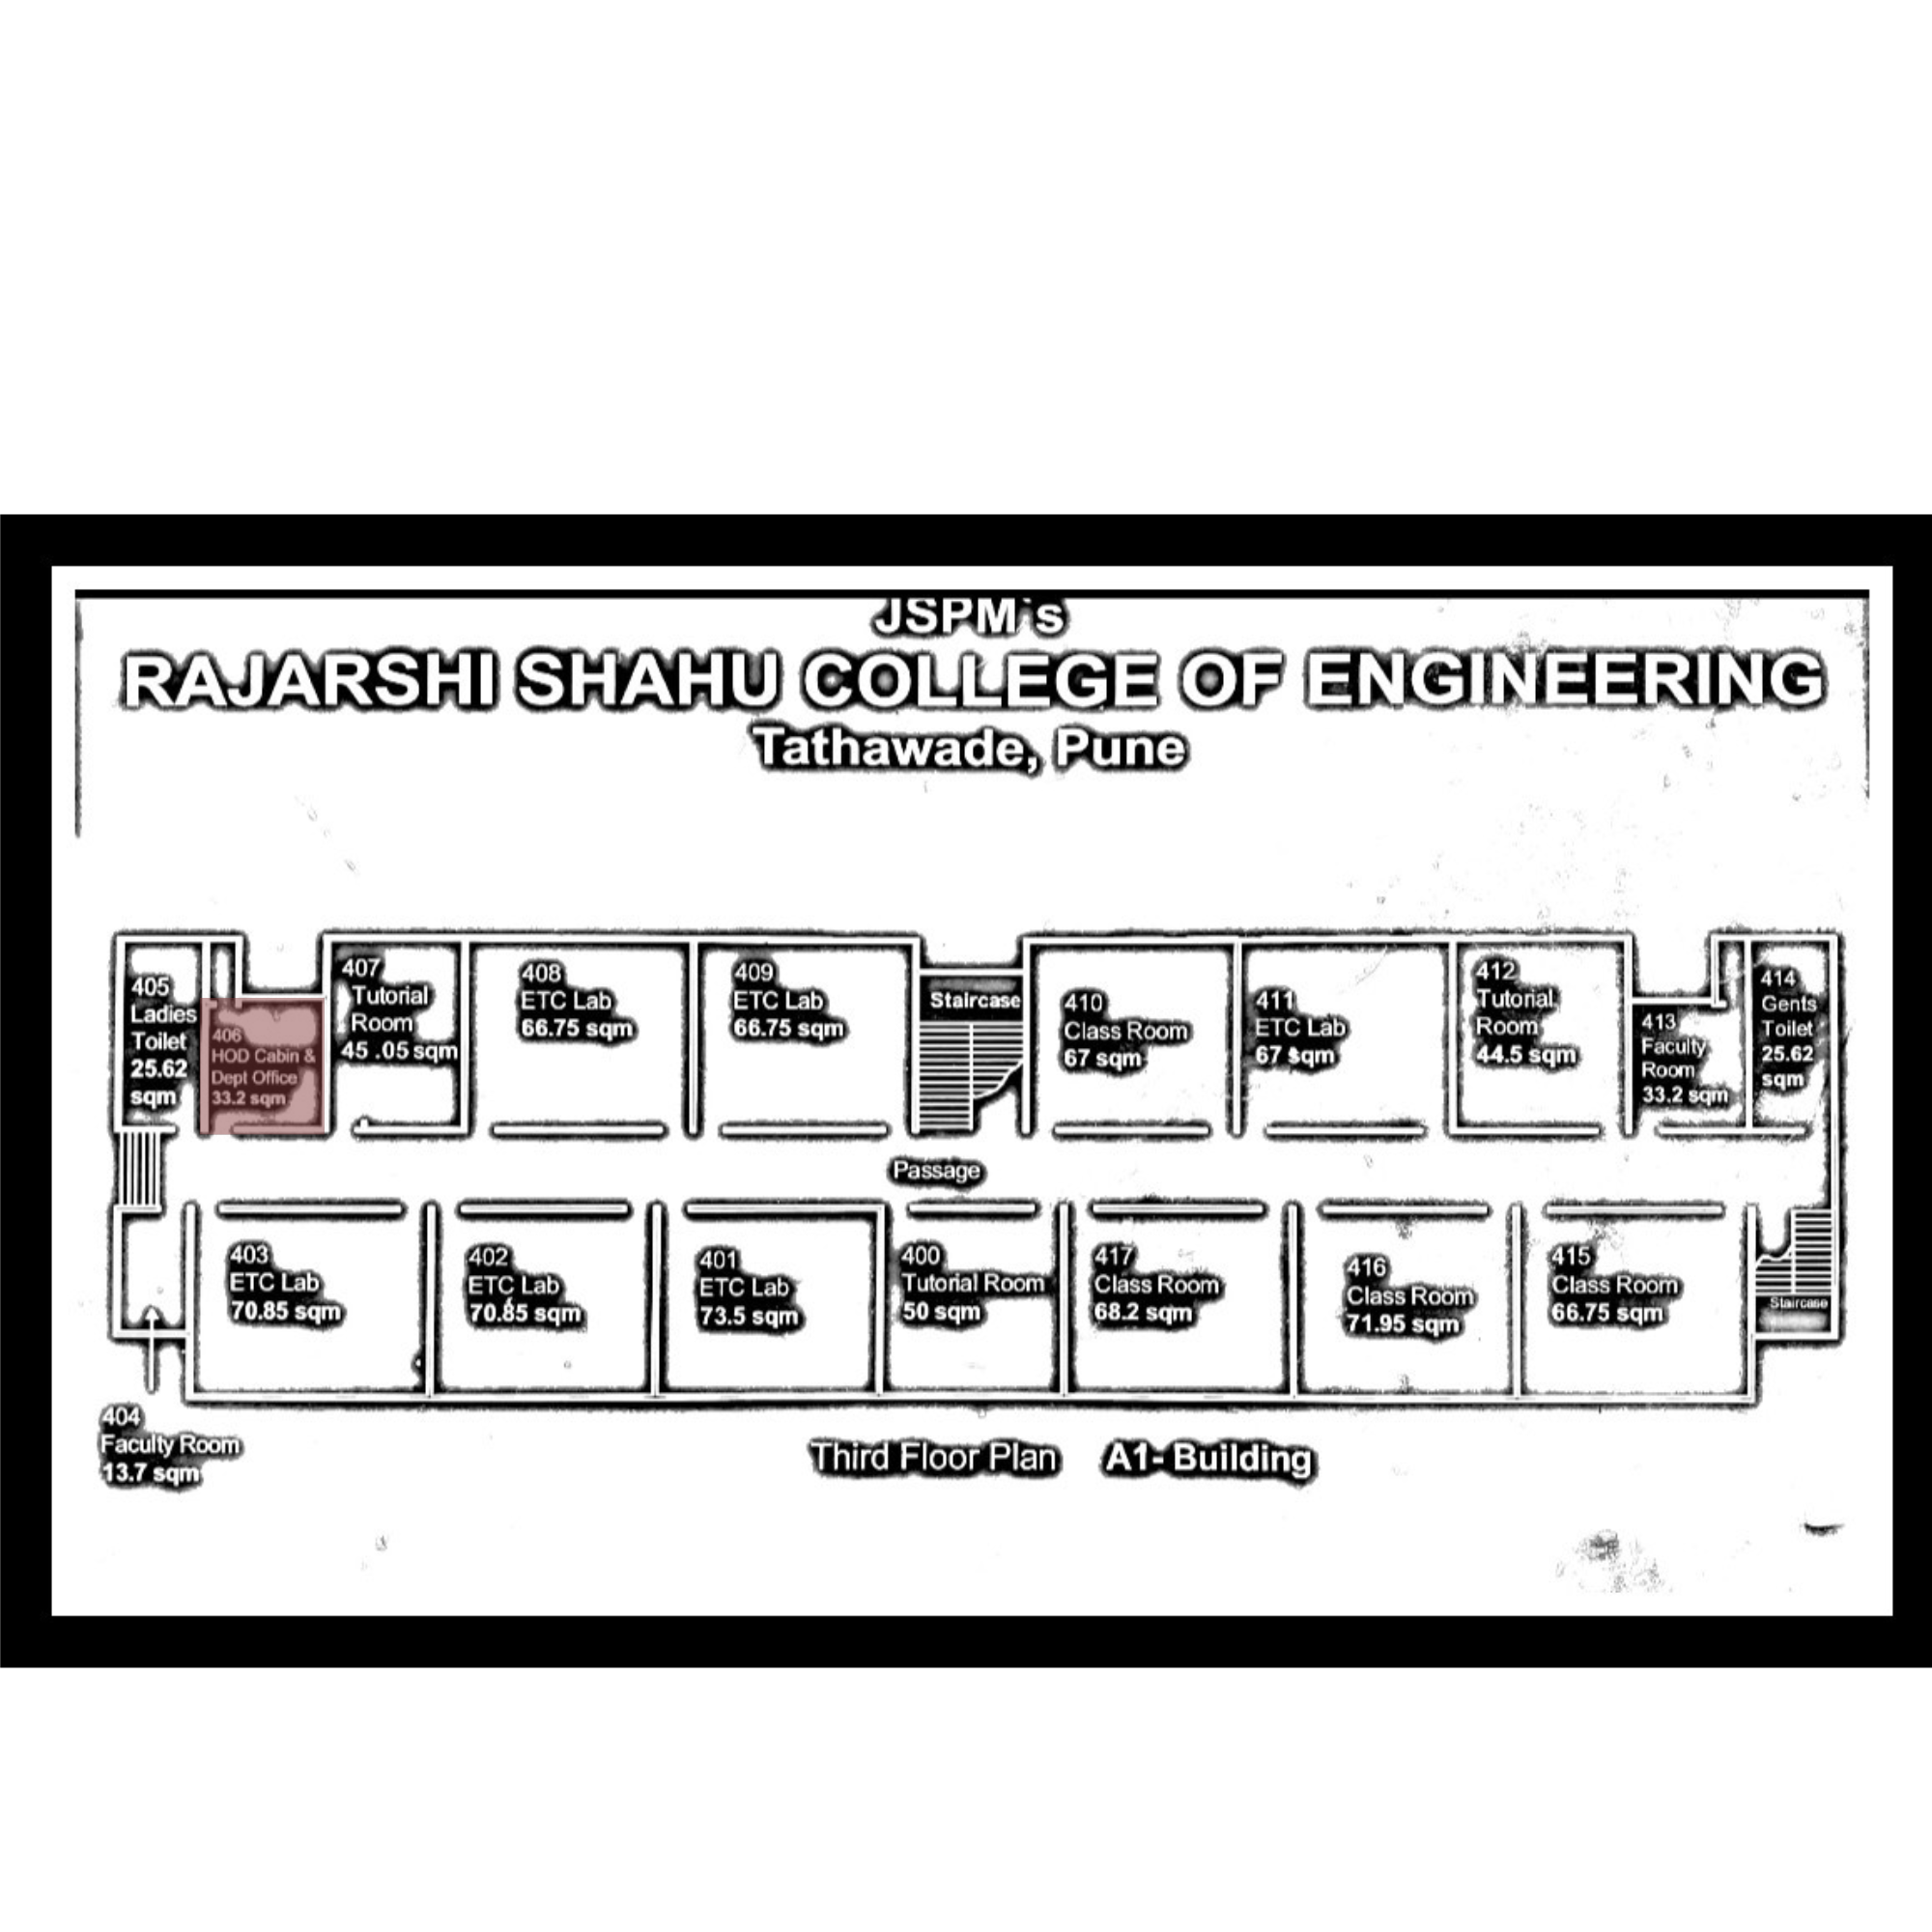 JSPM's
RAJARSHI SHAHU COLLEGE OF ENGINEERING
Tathawade, Pune
405
Ladies
Toilet
25.62
sqm
406
HOD Cabin &
Dept Office
33.2 sqm
407
Tutorial
Room
45 .05 sqm
408
ETC Lab
66.75 sqm
409
ETC Lab
66.75 sqm
Staircase
410
Class Room
67 sqm
411
ETC Lab
67 sqm
412
Tutorial
Room
44.5 sqm
413
Faculty
Room
33.2 sqm
414
Gents
Toilet
25.62
sqm
Passage
403
ETC Lab
70.85 sqm
402
ETC Lab
70.85 sqm
401
ETC Lab
73.5 sqm
400
Tutorial Room
50 sqm
417
Class Room
68.2 sqm
416
Class Room
71.95 sqm
415
Class Room
66.75 sqm
Staircase
404
Faculty Room
13.7 sqm
Third Floor Plan A1- Building